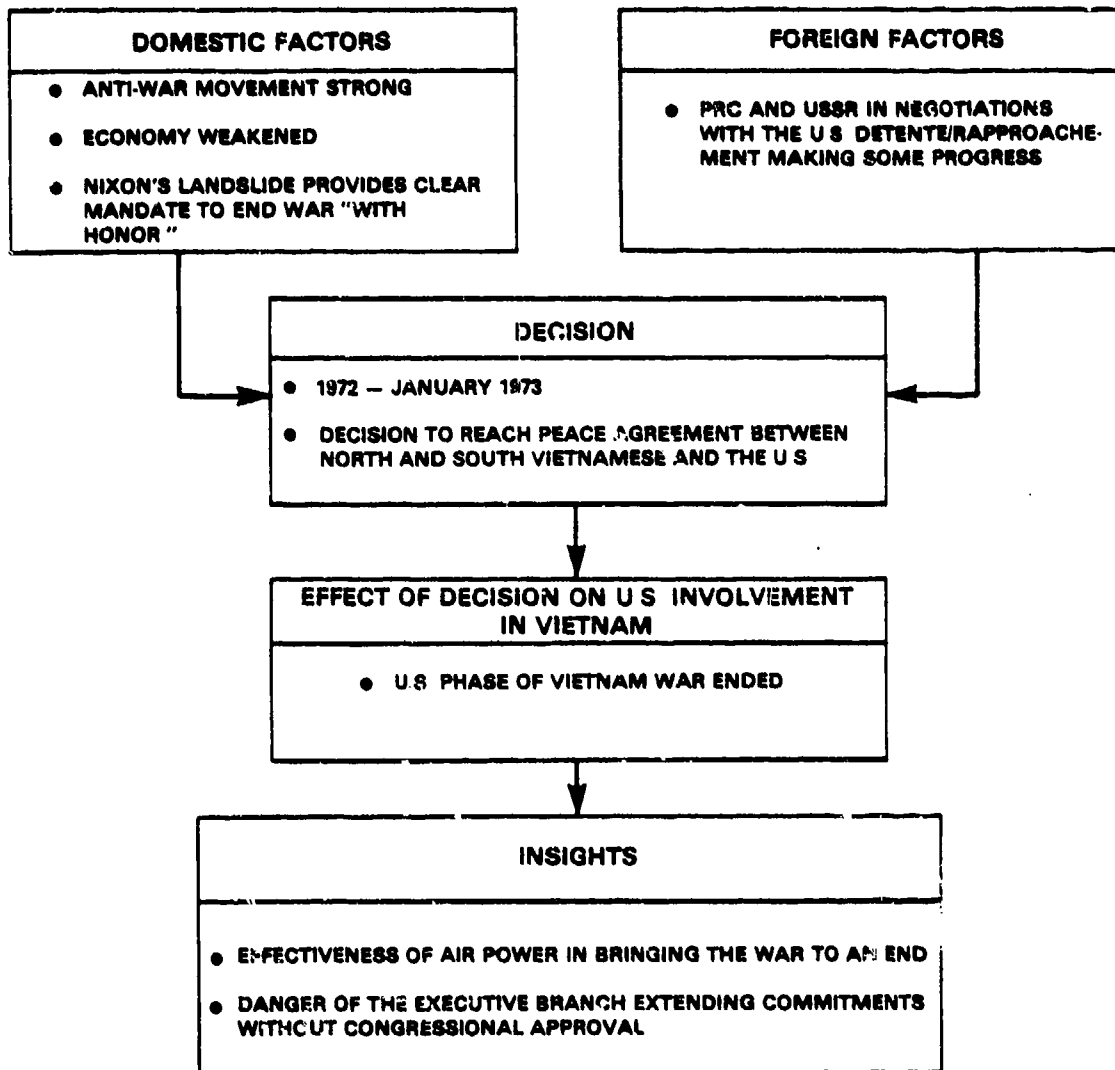 DOMESTIC FACTORS
• ANTI-WAR MOVEMENT STRONG
• ECONOMY WEAKENED
• NIXON'S LANDSLIDE PROVIDES CLEAR
MANDATE TO END WAR "WITH
HONOR"
FOREIGN FACTORS
• PRC AND USSR IN NEGOTIATIONS
WITH THE U S DETENTE/RAPPROACHE-
MENT MAKING SOME PROGRESS
DECISION
• 1972 — JANUARY 1973
• DECISION TO REACH PEACE AGREEMENT BETWEEN
NORTH AND SOUTH VIETNAMESE AND THE U S
EFFECT OF DECISION ON U S INVOLVEMENT
IN VIETNAM
• U.S PHASE OF VIETNAM WAR ENDED
INSIGHTS
• EFFECTIVENESS OF AIR POWER IN BRINGING THE WAR TO AN END
• DANGER OF THE EXECUTIVE BRANCH EXTENDING COMMITMENTS
WITHOUT CONGRESSIONAL APPROVAL